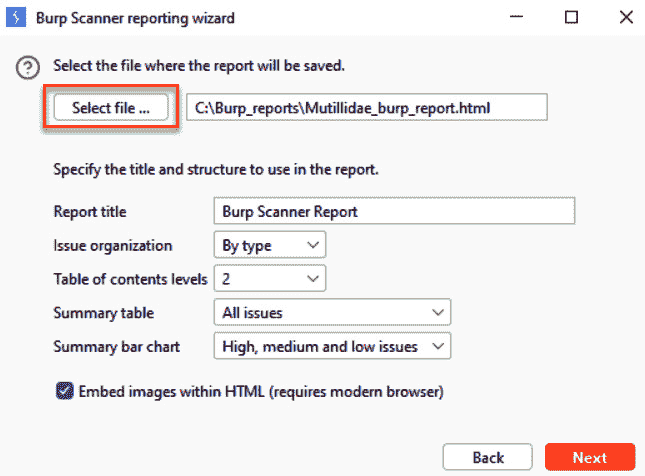 Burp Scanner reporting wizard
Select the file where the report will be saved.
Select file ... C:\Burp_reports\Mutillidae_burp_report.html
Specify the title and structure to use in the report.
Report title Burp Scanner Report
Issue organization By type
Table of contents levels 2
Summary table All issues
Summary bar chart High, medium and low issues
Embed images within HTML (requires modern browser)
Back Next